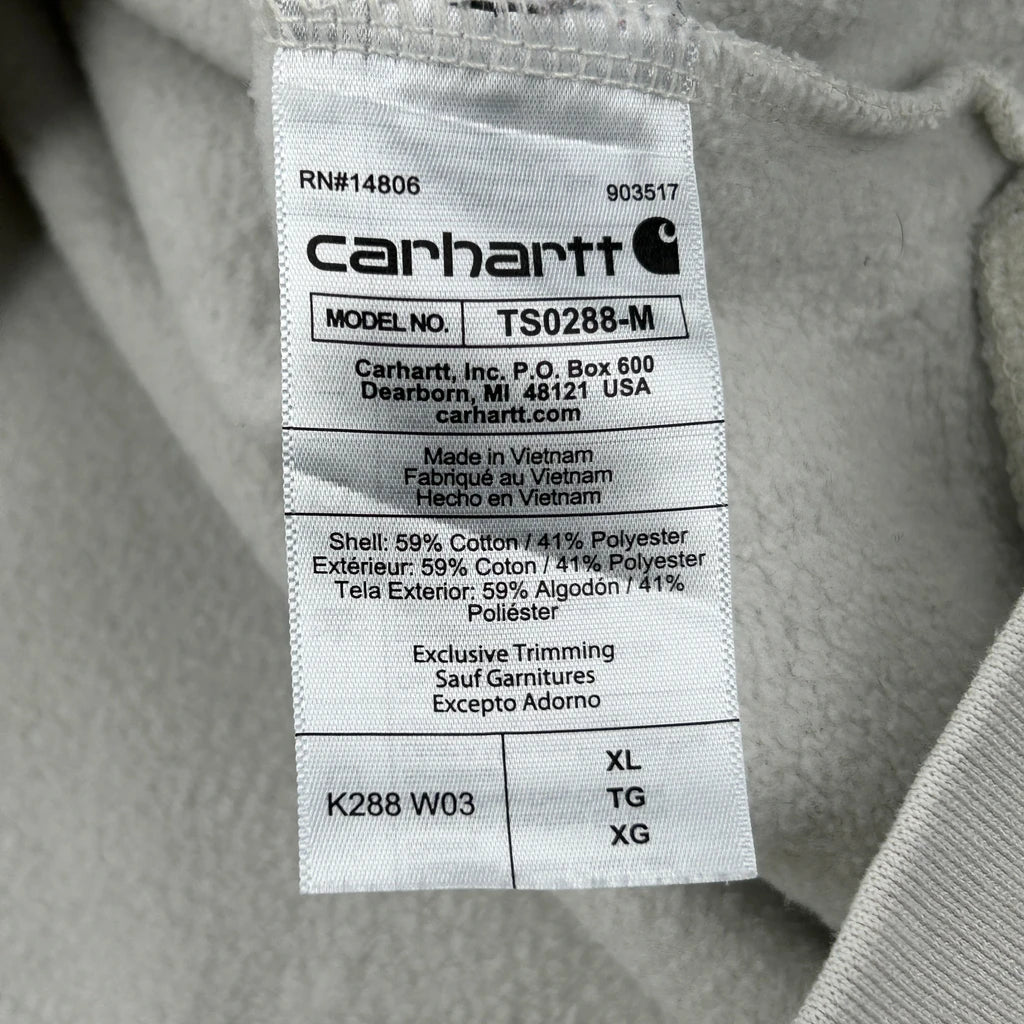 RN#14806 903517
carhartt
MODEL NO. TS0288-M
Carhartt, Inc. P.O. Box 600
Dearborn, MI 48121 USA
carhartt.com
Made in Vietnam
Fabriqué au Vietnam
Hecho en Vietnam
Shell: 59% Cotton / 41% Polyester
Extérieur: 59% Coton / 41% Polyester
Tela Exterior: 59% Algodón / 41%
Poliéster
Exclusive Trimming
Sauf Garnitures
Excepto Adorno
K288 W03
XL
TG
XG